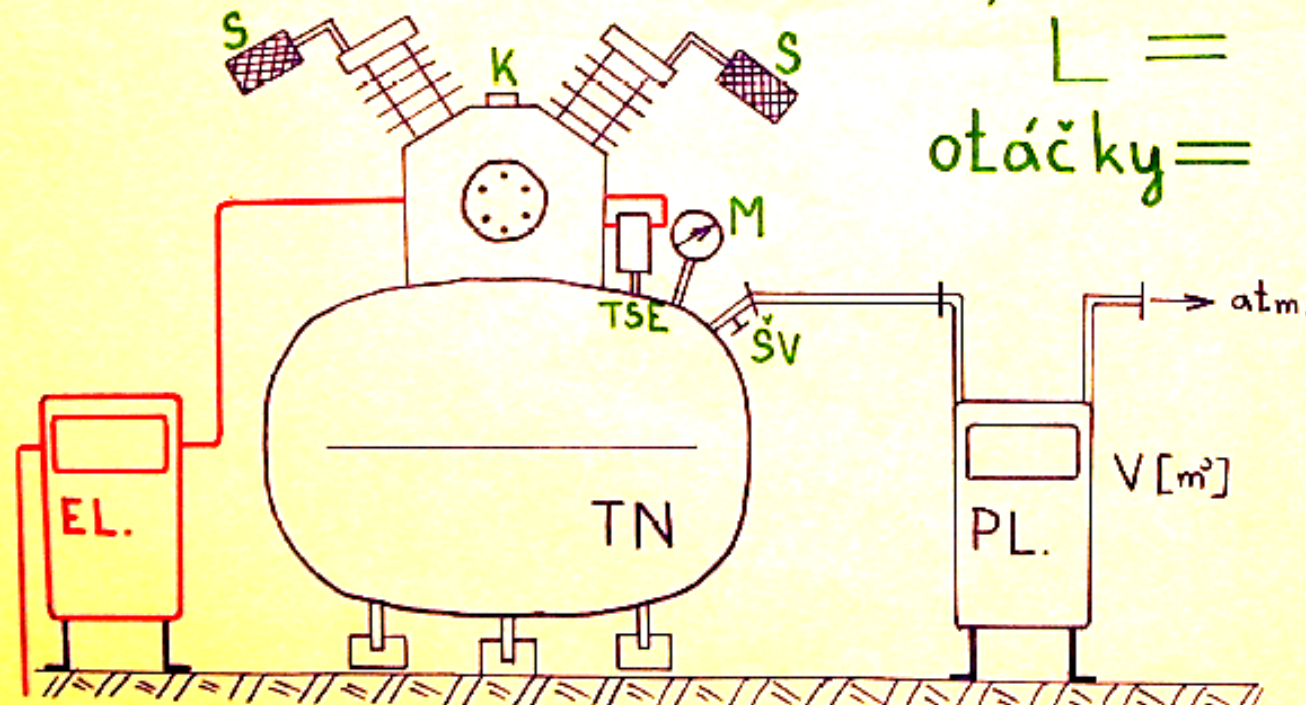 S
K
S
L =
otáčky =
M
TSE
ŠV
atm.
EL.
TN
PL.
V [m³]